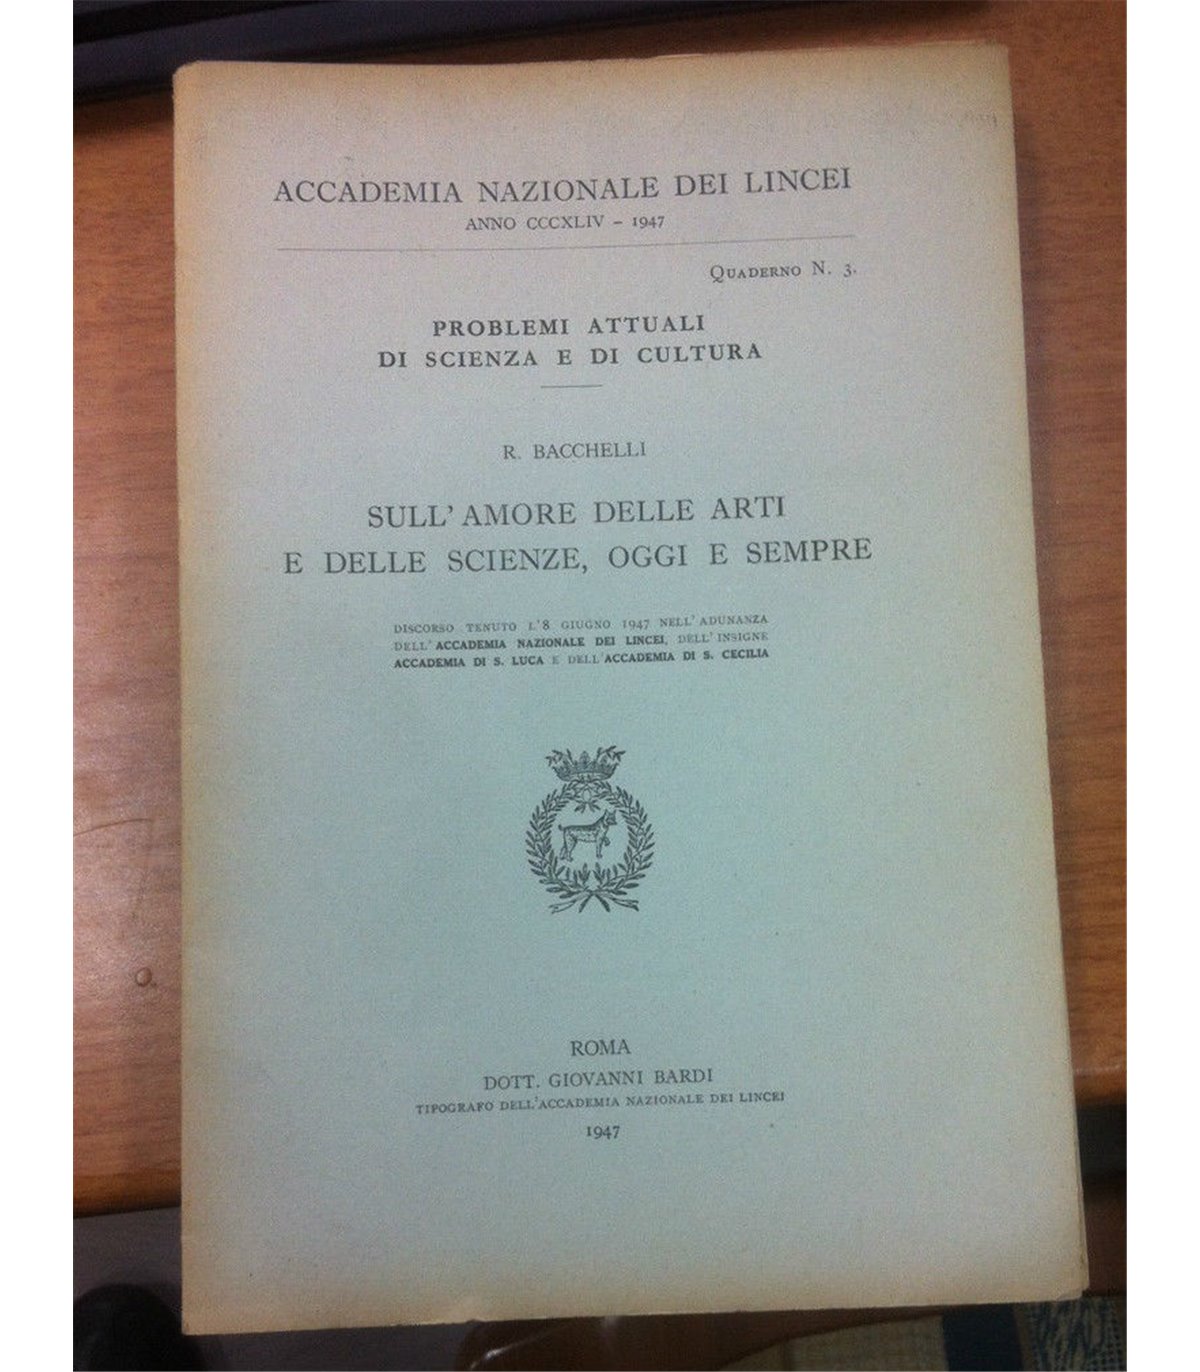 ACCADEMIA NAZIONALE DEI LINCEI
ANNO CCCXLIV – 1947
QUADERNO N. 3.
PROBLEMI ATTUALI
DI SCIENZA E DI CULTURA
R. BACCHELLI
SULL'AMORE DELLE ARTI
E DELLE SCIENZE, OGGI E SEMPRE
DISCORSO TENUTO L'8 GIUGNO 1947 NELL'ADUNANZA
DELL'ACCADEMIA NAZIONALE DEI LINCEI, DELL'INSIGNE
ACCADEMIA DI S. LUCA E DELL'ACCADEMIA DI S. CECILIA
ROMA
DOTT. GIOVANNI BARDI
TIPOGRAFO DELL'ACCADEMIA NAZIONALE DEI LINCEI
1947